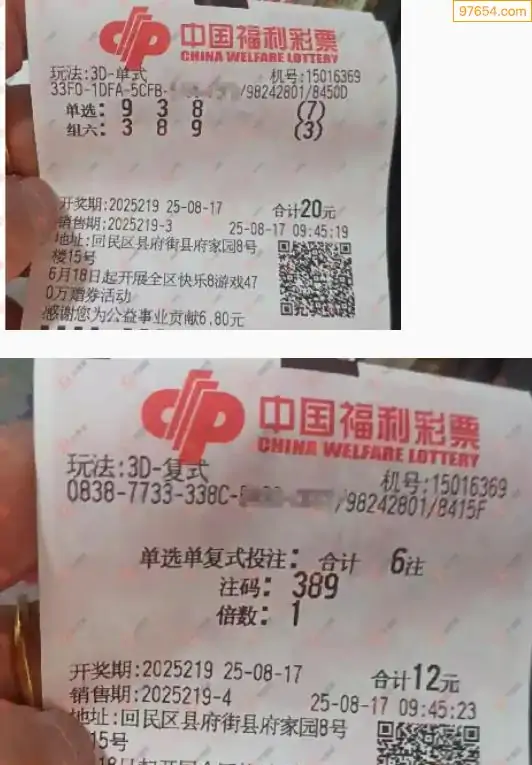 97654.com
中国福利彩票
CHINA WELFARE LOTTERY
玩法:3D-单式 机号:15016369
33F0-1DFA-5CFB- /98242801/8450D
单选: 9 3 8 (7)
组六: 3 8 9 (3)
开奖期:2025219 25-08-17 合计20元
销售期:2025219-3 25-08-17 09:45:19
地址:回民区县府街县府家园8号
楼15号
6月18日起开展全区快乐8游戏47
0万赠券活动
感谢您为公益事业贡献6.80元
中国福利彩票
CHINA WELFARE LOTTERY
玩法:3D-复式 机号:15016369
0838-7733-338C- /98242801/8415F
单选单复式投注: 合计 6注
注码: 389
倍数: 1
开奖期:2025219 25-08-17 合计12元
销售期:2025219-4 25-08-17 09:45:23
地址:回民区县府街县府家园8号
15号